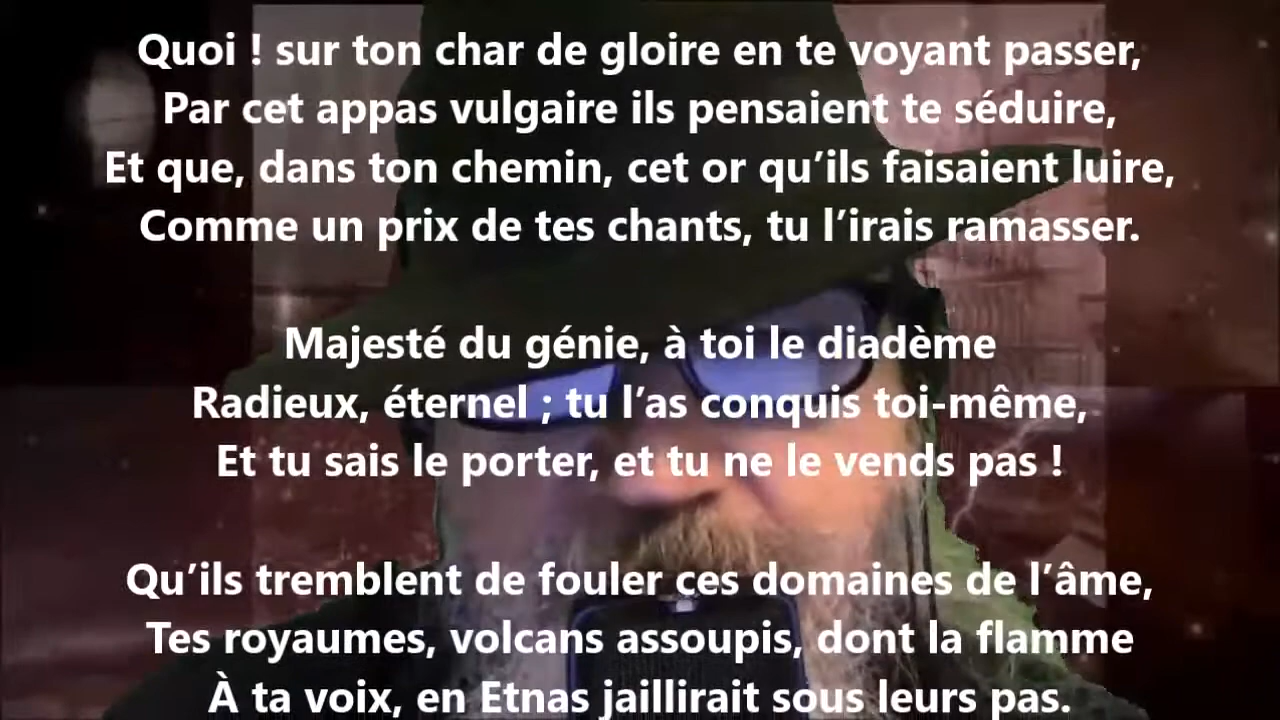 Quoi ! sur ton char de gloire en te voyant passer,
Par cet appas vulgaire ils pensaient te séduire,
Et que, dans ton chemin, cet or qu’ils faisaient luire,
Comme un prix de tes chants, tu l’irais ramasser.
Majesté du génie, à toi le diadème
Radieux, éternel ; tu l’as conquis toi-même,
Et tu sais le porter, et tu ne le vends pas !
Qu’ils tremblent de fouler ces domaines de l’âme,
Tes royaumes, volcans assoupis, dont la flamme
À ta voix, en Etnas jaillirait sous leurs pas.